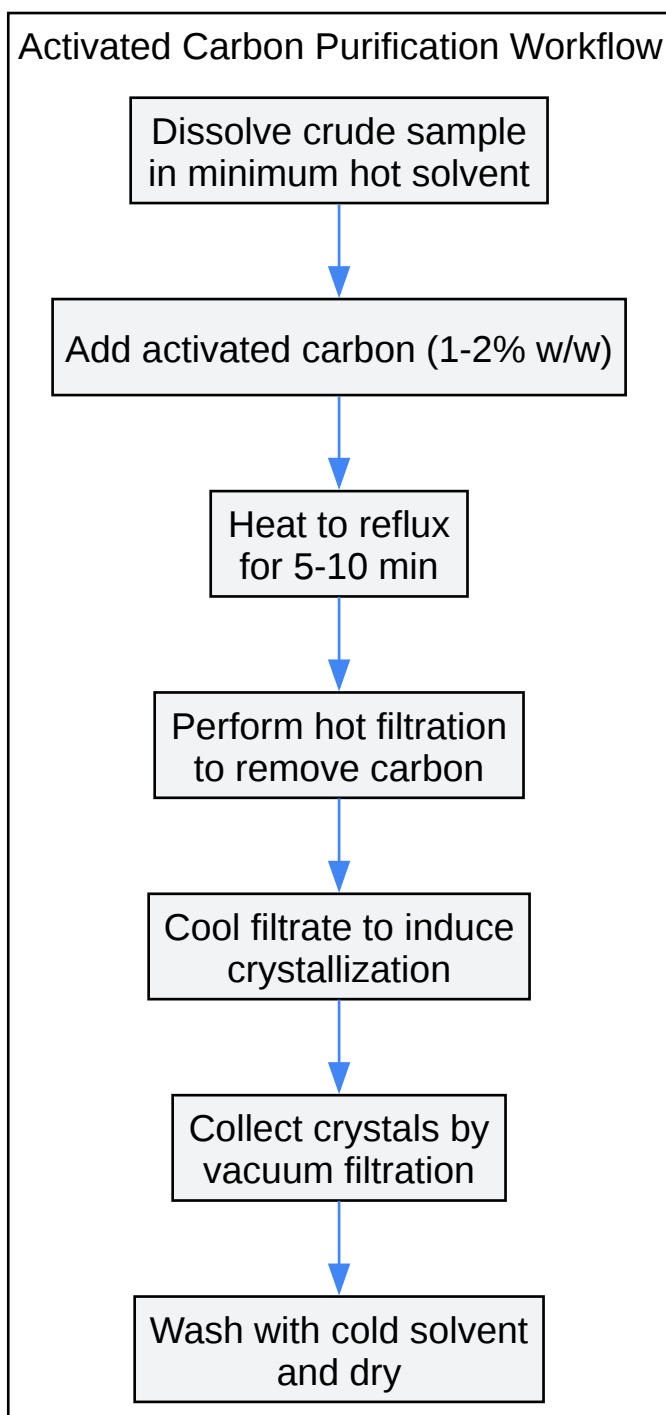 Activated Carbon Purification Workflow
Dissolve crude sample
in minimum hot solvent
Add activated carbon (1-2% w/w)
Heat to reflux
for 5-10 min
Perform hot filtration
to remove carbon
Cool filtrate to induce
crystallization
Collect crystals by
vacuum filtration
Wash with cold solvent
and dry